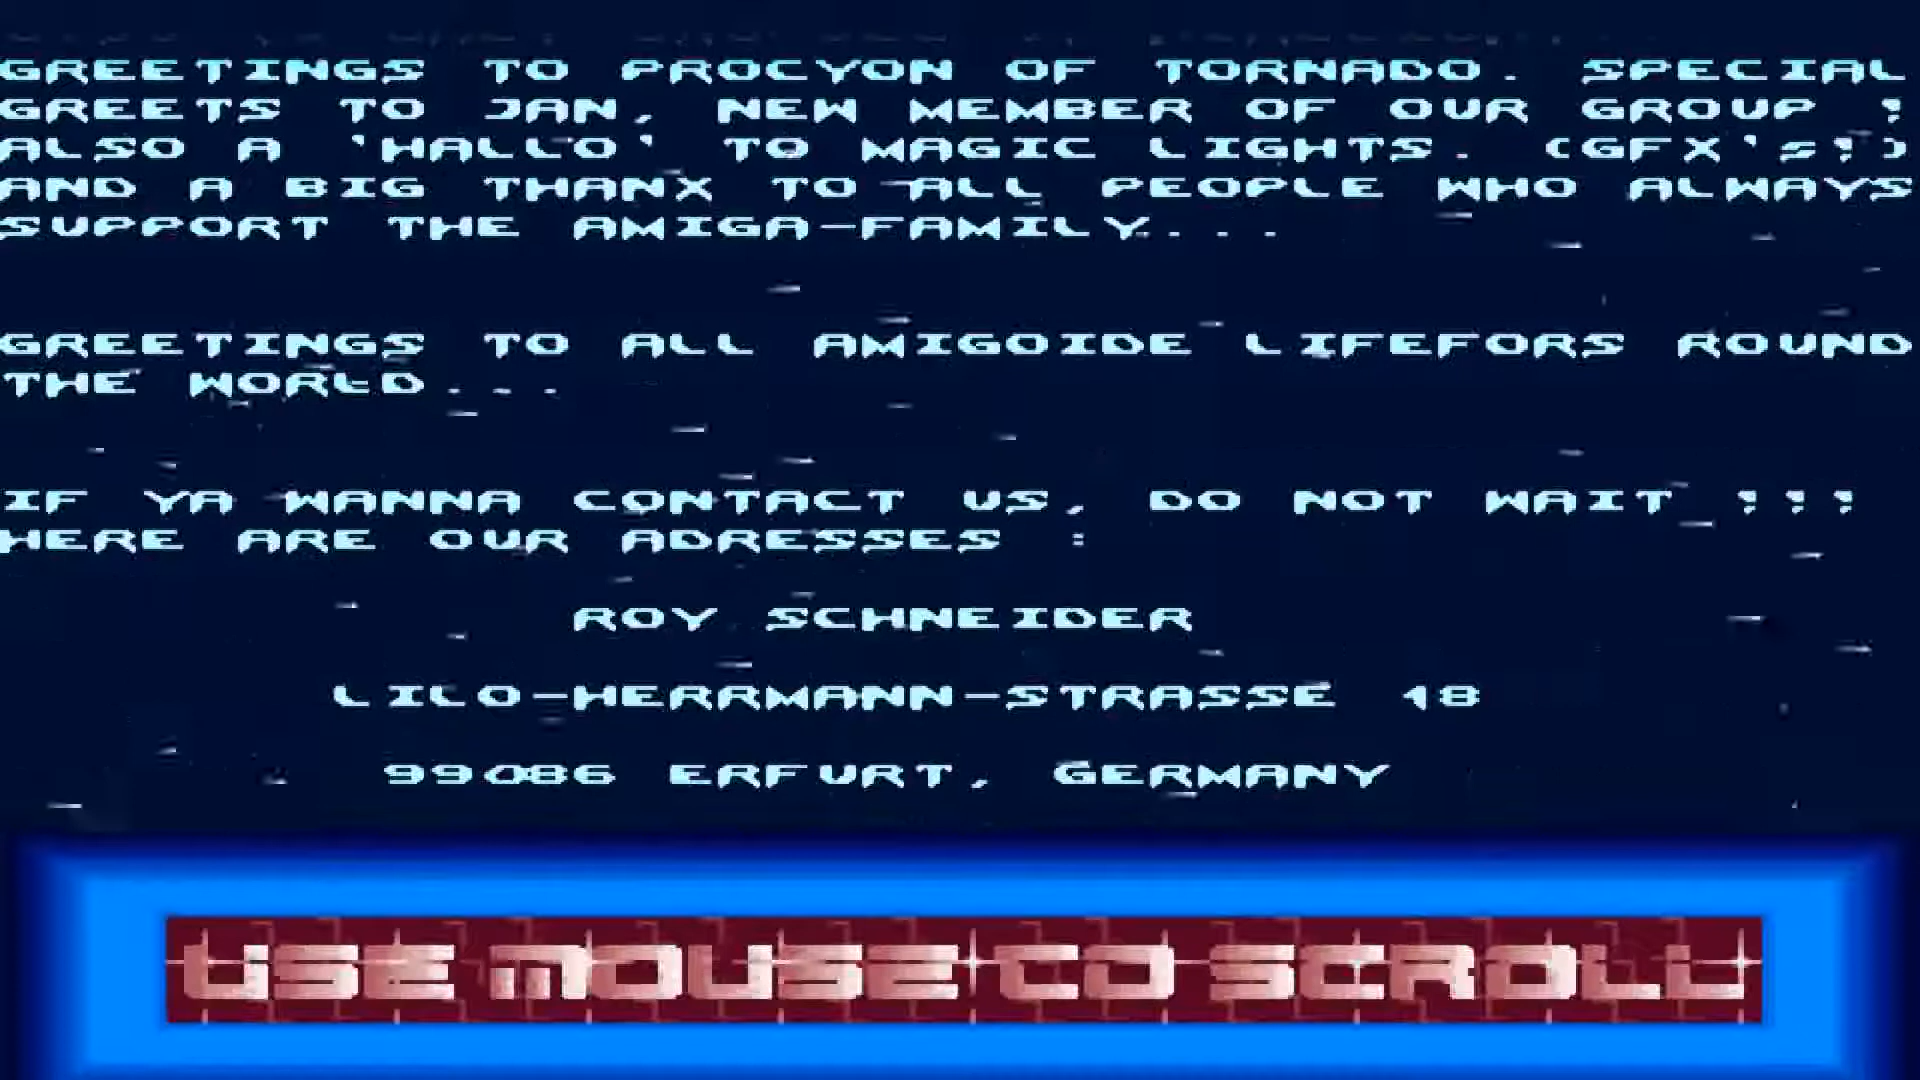 GREETINGS TO PROCYON OF TORNADO. SPECIAL
GREETS TO JAN, NEW MEMBER OF OUR GROUP !
ALSO A 'HALLO' TO MAGIC LIGHTS. (GFX'S!)
AND A BIG THANX TO ALL PEOPLE WHO ALWAYS
SUPPORT THE AMIGA-FAMILY....
GREETINGS TO ALL AMIGOIDE LIFEFORS ROUND
THE WORLD...
IF YA WANNA CONTACT US, DO NOT WAIT !!!
HERE ARE OUR ADRESSES :
ROY SCHNEIDER
LILO-HERRMANN-STRASSE 18
99086 ERFURT, GERMANY
USE MOUSE TO SCROLL